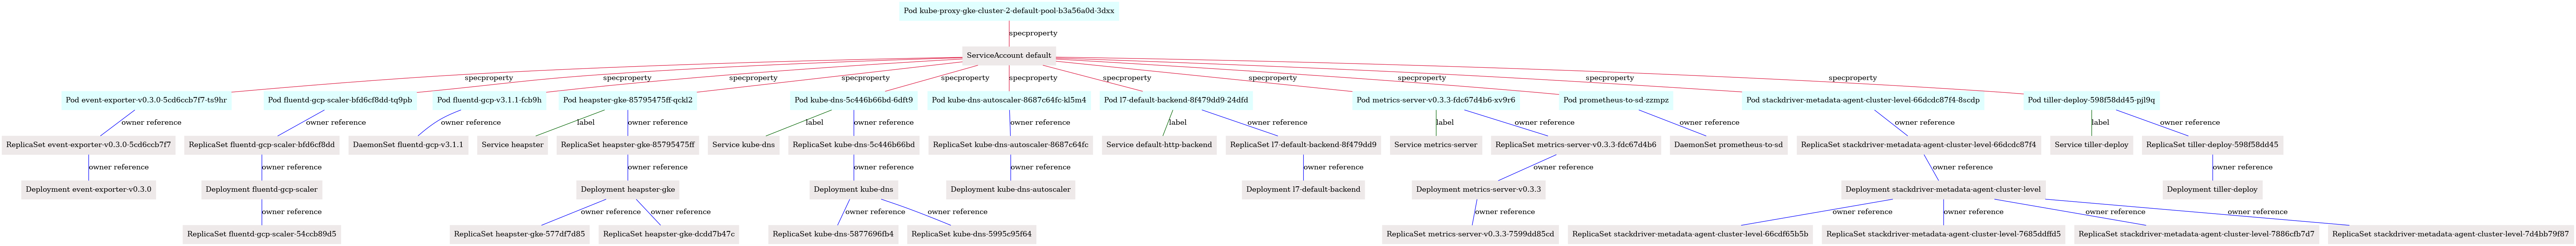 Pod kube-proxy-gke-cluster-2-default-pool-b3a56a0d-3dxx
specproperty
ServiceAccount default
specproperty specproperty specproperty specproperty specproperty specproperty specproperty specproperty specproperty specproperty specproperty
Pod event-exporter-v0.3.0-5cd6ccb7f7-ts9hr Pod fluentd-gcp-scaler-bfd6cf8dd-tq9pb Pod fluentd-gcp-v3.1.1-fcb9h Pod heapster-gke-85795475ff-qckl2 Pod kube-dns-5c446b66bd-6dft9 Pod kube-dns-autoscaler-8687c64fc-kl5m4 Pod l7-default-backend-8f479dd9-24dfd Pod metrics-server-v0.3.3-fdc67d4b6-xv9r6 Pod prometheus-to-sd-zzmpz Pod stackdriver-metadata-agent-cluster-level-66dcdc87f4-8scdp Pod tiller-deploy-598f58dd45-pjl9q
owner reference owner reference owner reference label owner reference label owner reference owner reference label owner reference label owner reference owner reference owner reference label owner reference
ReplicaSet event-exporter-v0.3.0-5cd6ccb7f7 ReplicaSet fluentd-gcp-scaler-bfd6cf8dd DaemonSet fluentd-gcp-v3.1.1 Service heapster ReplicaSet heapster-gke-85795475ff Service kube-dns ReplicaSet kube-dns-5c446b66bd ReplicaSet kube-dns-autoscaler-8687c64fc Service default-http-backend ReplicaSet l7-default-backend-8f479dd9 Service metrics-server ReplicaSet metrics-server-v0.3.3-fdc67d4b6 DaemonSet prometheus-to-sd ReplicaSet stackdriver-metadata-agent-cluster-level-66dcdc87f4 Service tiller-deploy ReplicaSet tiller-deploy-598f58dd45
owner reference owner reference owner reference owner reference owner reference owner reference owner reference owner reference owner reference
Deployment event-exporter-v0.3.0 Deployment fluentd-gcp-scaler Deployment heapster-gke Deployment kube-dns Deployment kube-dns-autoscaler Deployment l7-default-backend Deployment metrics-server-v0.3.3 Deployment stackdriver-metadata-agent-cluster-level Deployment tiller-deploy
owner reference owner reference owner reference owner reference owner reference owner reference owner reference owner reference owner reference owner reference
ReplicaSet fluentd-gcp-scaler-54ccb89d5 ReplicaSet heapster-gke-577df7d85 ReplicaSet heapster-gke-dcdd7b47c ReplicaSet kube-dns-5877696fb4 ReplicaSet kube-dns-5995c95f64 ReplicaSet metrics-server-v0.3.3-7599dd85cd ReplicaSet stackdriver-metadata-agent-cluster-level-66cdf65b5b ReplicaSet stackdriver-metadata-agent-cluster-level-7685ddffd5 ReplicaSet stackdriver-metadata-agent-cluster-level-7886cfb7d7 ReplicaSet stackdriver-metadata-agent-cluster-level-7d4bb79f87